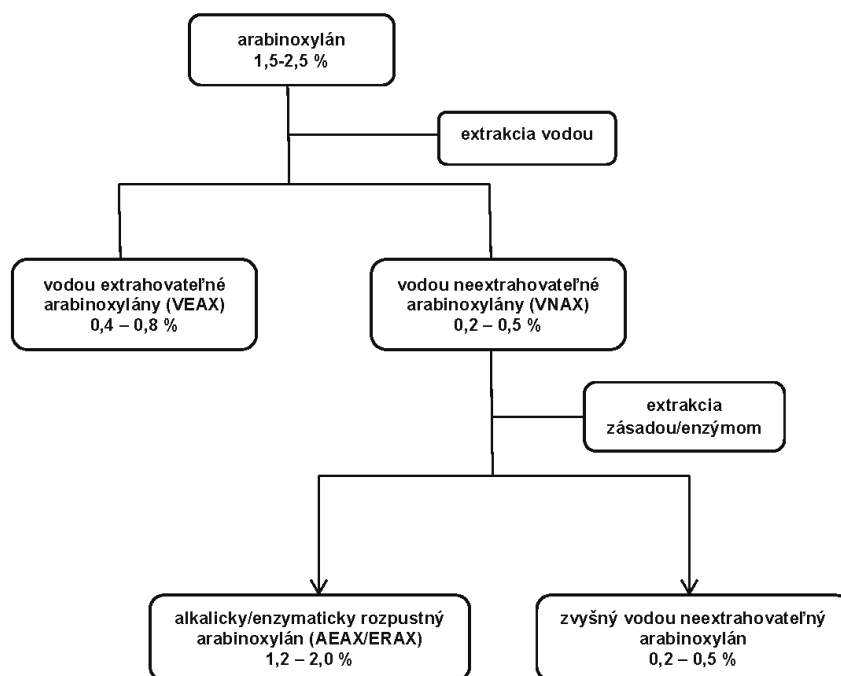 arabinoxylán
1,5-2,5 %
extrakcia vodou
vodou extrahovateľné
arabinoxylány (VEAX)
0,4 – 0,8 %
vodou neextrahovateľné
arabinoxylány (VNAX)
0,2 – 0,5 %
extrakcia
zásadou/enzýmom
alkalicky/enzymaticky rozpustný
arabinoxylán (AEAX/ERAX)
1,2 – 2,0 %
zvyšný vodou neextrahovateľný
arabinoxylán
0,2 – 0,5 %